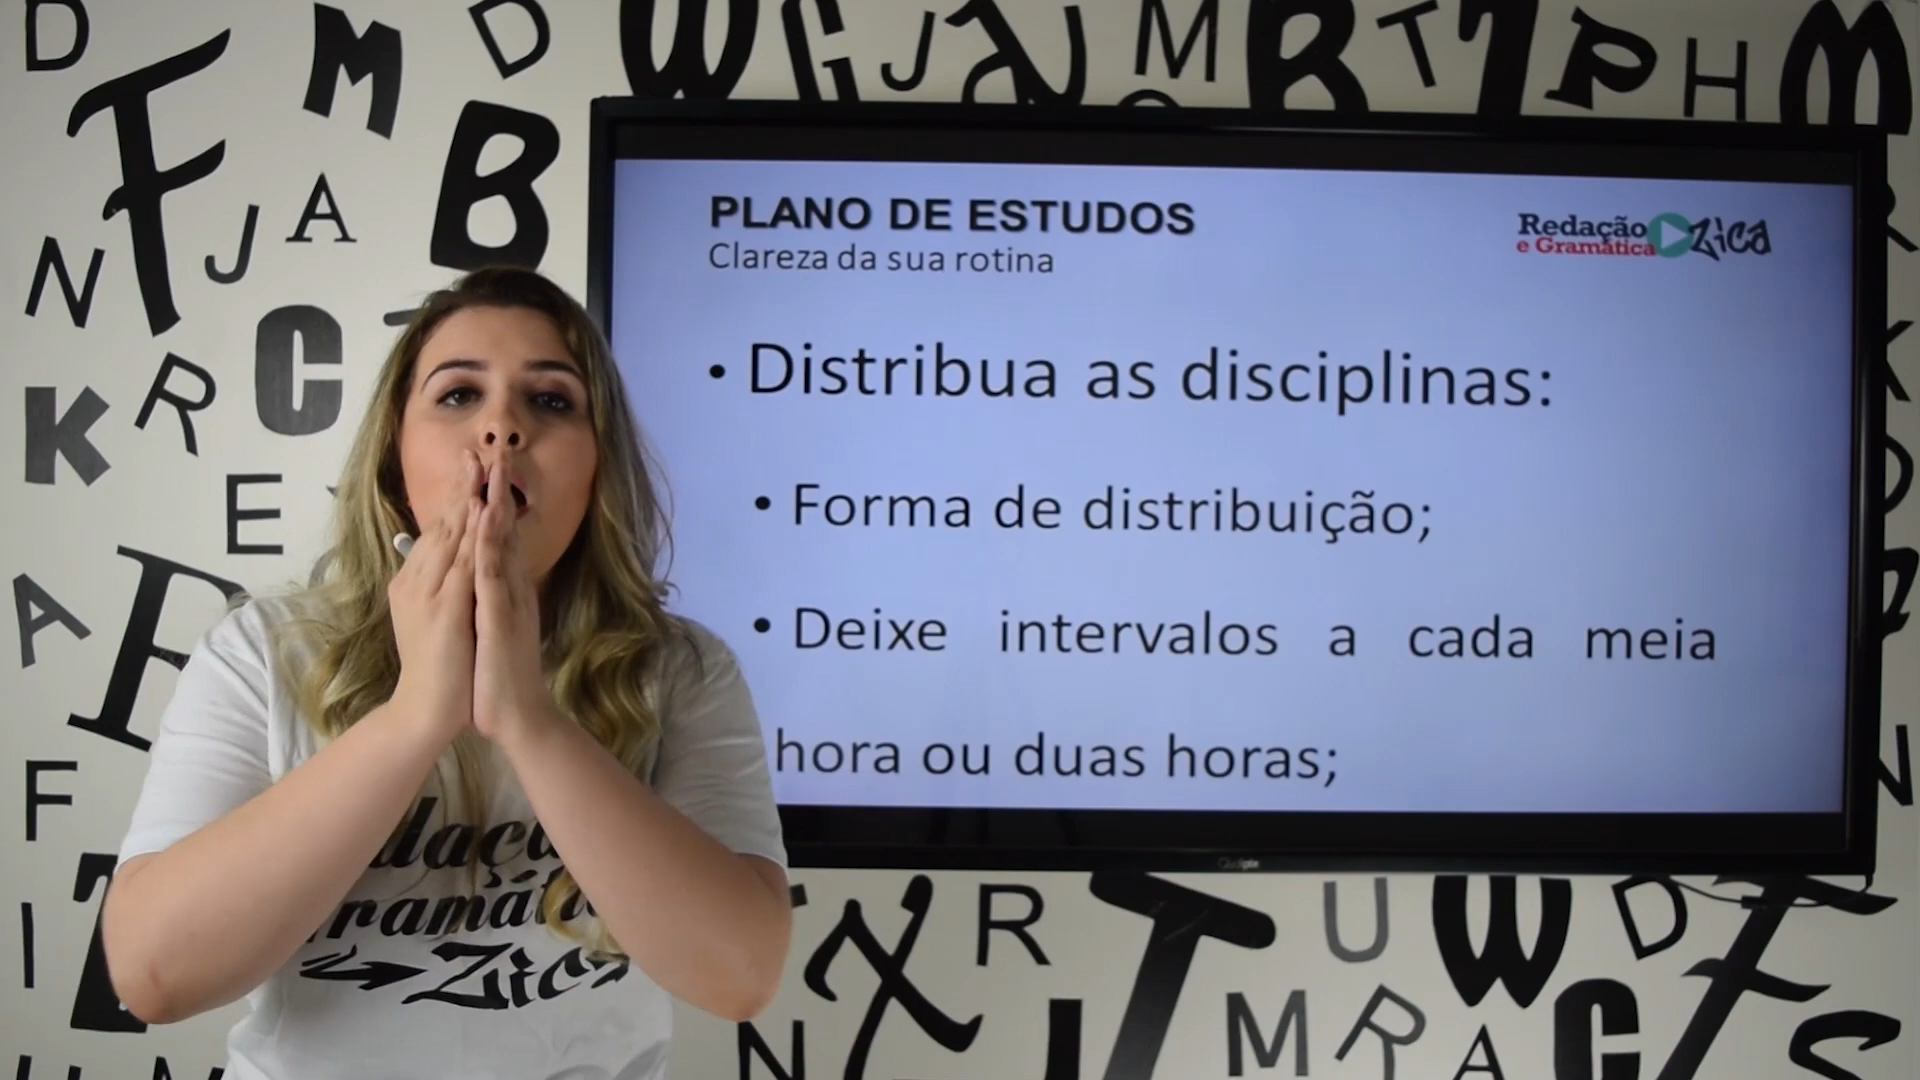 PLANO DE ESTUDOS
Clareza da sua rotina
Redação
e Gramática
Zica
• Distribua as disciplinas:
• Forma de distribuição;
• Deixe intervalos a cada meia
hora ou duas horas;
Zica